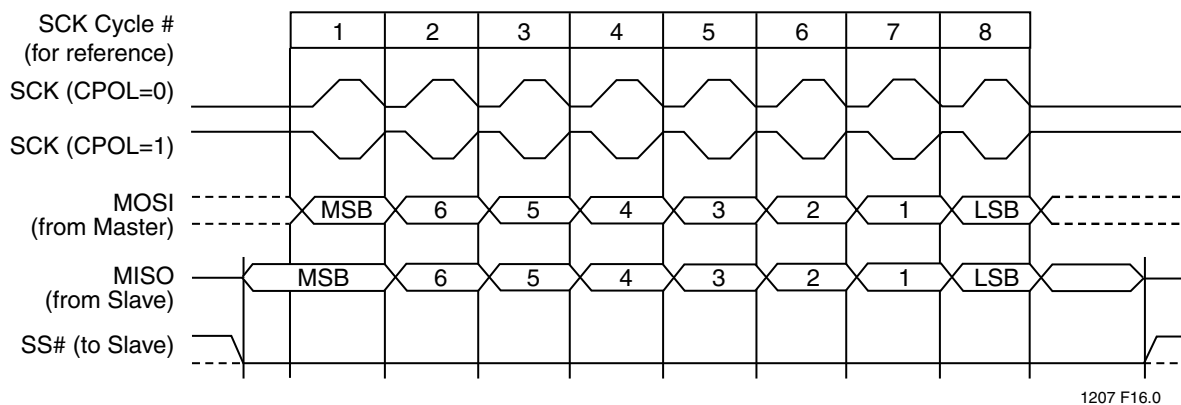 SCK Cycle #
(for reference)
1 2 3 4 5 6 7 8
SCK (CPOL=0)
SCK (CPOL=1)
MOSI
(from Master)
MSB 6 5 4 3 2 1 LSB
MISO
(from Slave)
MSB 6 5 4 3 2 1 LSB
SS# (to Slave)
1207 F16.0